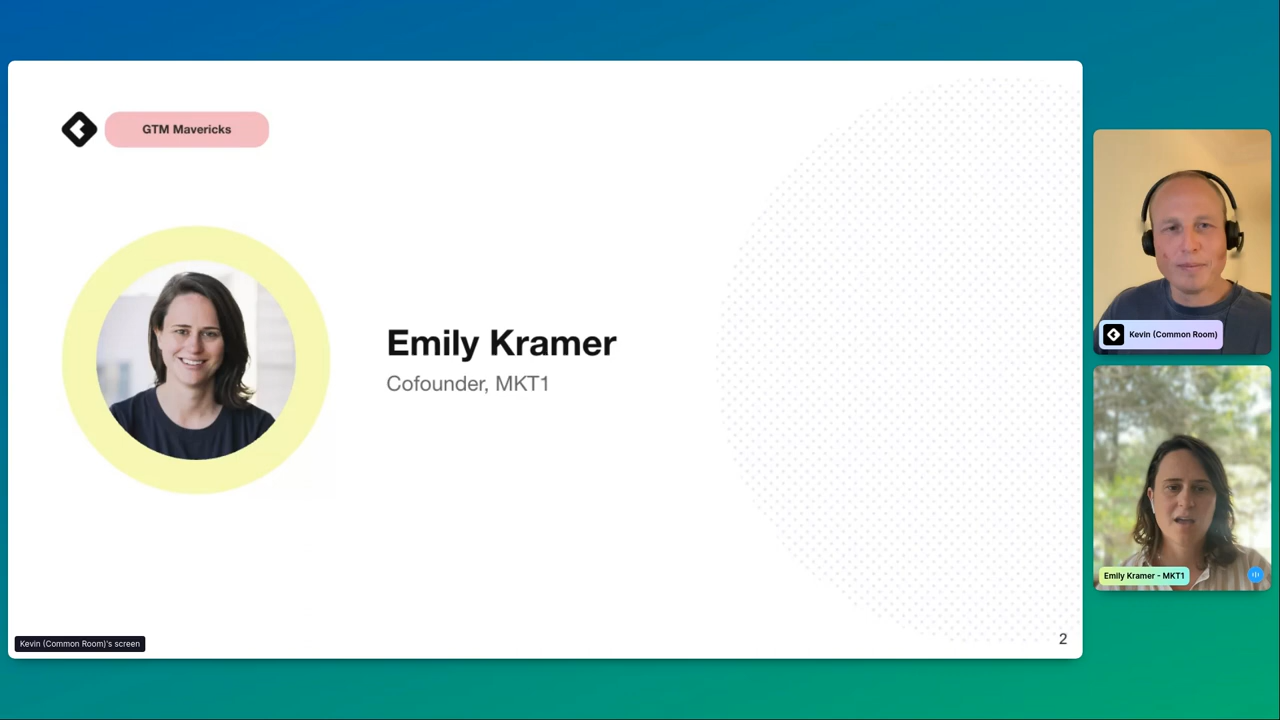 GTM Mavericks
Emily Kramer
Cofounder, MKT1
2
Kevin (Common Room)'s screen
Kevin (Common Room)
Emily Kramer - MKT1